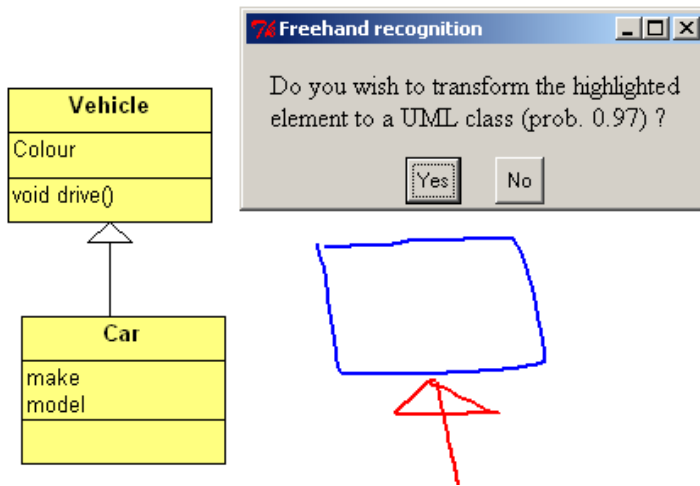 Freehand recognition
Do you wish to transform the highlighted
element to a UML class (prob. 0.97) ?
Yes
No
Vehicle
Colour
void drive()
Car
make
model